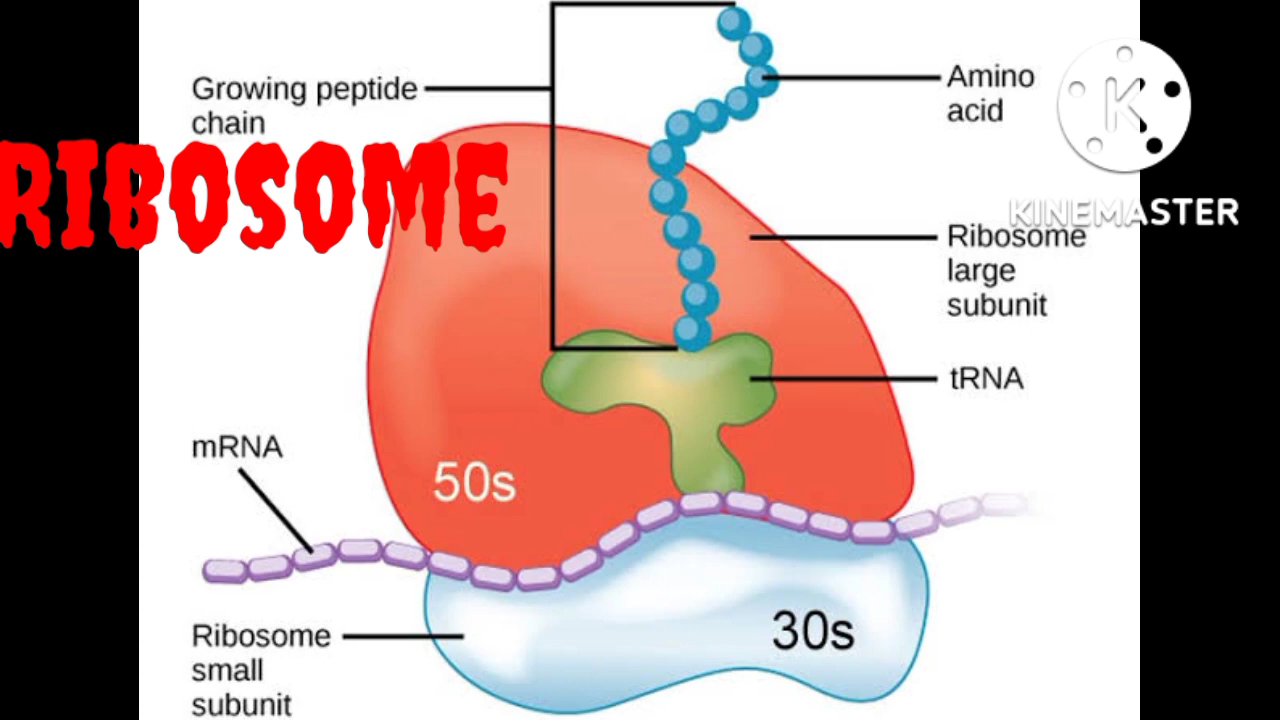 Growing peptide
chain
RIBOSOME
Amino
acid
K
KINEMASTER
Ribosome
large
subunit
tRNA
mRNA
50s
30s
Ribosome
small
subunit